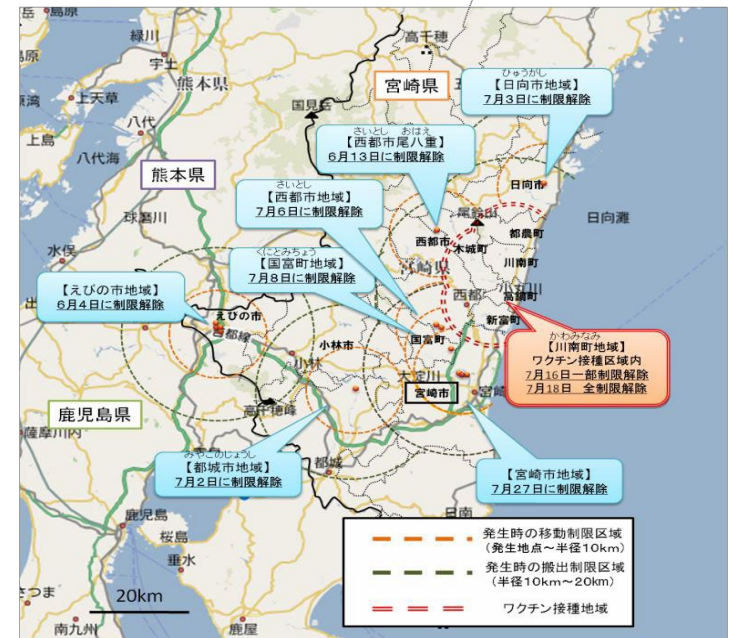 島原
緑川
宇土
高千穂
熊本県
宮崎県
ひゅうがし
【日向市地域】
7月3日に制限解除
上天草
国見岳
八代
上島
八代海
さいとし おはえ
【西都市尾八重】
6月13日に制限解除
熊本県
日向市
さいとし
【西都市地域】
7月6日に制限解除
球磨川
尾鈴山
日向灘
水俣
西都市
木城町
都農町
くにとみちょう
【国富町地域】
7月8日に制限解除
宮崎県
川南町
【えびの市地域】
6月4日に制限解除
西都
高鍋町
えびの市
新富町
小林市
国富町
かわみなみ
【川南町地域】
ワクチン接種区域内
7月16日一部制限解除
7月18日 全制限解除
小林
大淀川
宮崎市
高千穂峰
鹿児島県
薩摩川内
みやこのじょうし
【都城市地域】
7月2日に制限解除
都城
【宮崎市地域】
7月27日に制限解除
日南
鹿児島
桜島
垂水
発生時の移動制限区域
(発生地点～半径10km)
発生時の搬出制限区域
(半径10km～20km)
ワクチン接種地域
20km
南九州
鹿屋